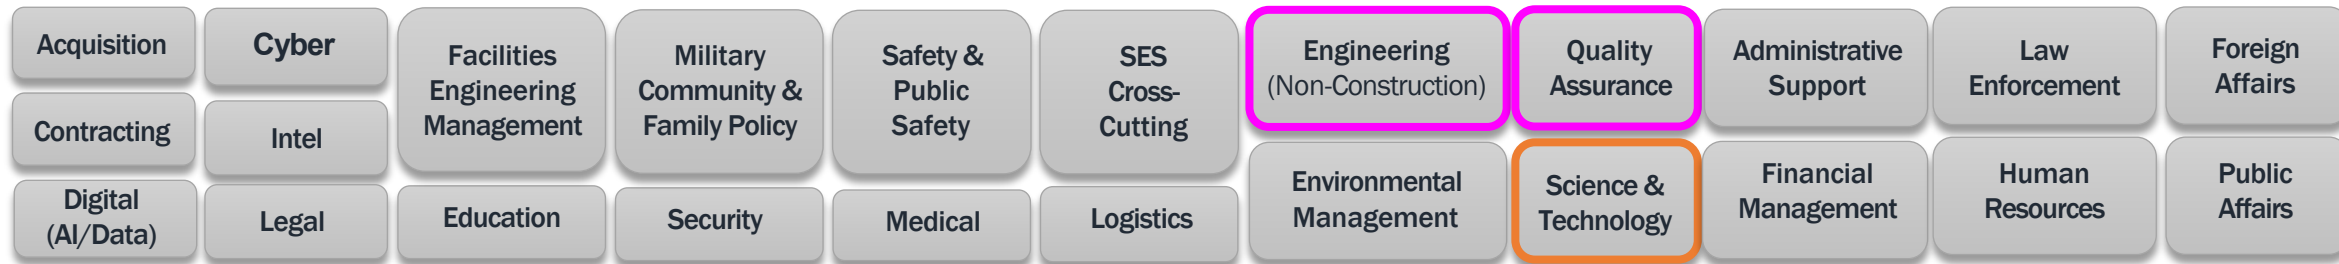 Acquisition
Contracting
Digital
(AI/Data)
Cyber
Intel
Legal
Facilities
Engineering
Management
Education
Military
Community &
Family Policy
Security
Safety &
Public
Safety
Medical
SES
Cross-
Cutting
Logistics
Engineering
(Non-Construction)
Environmental
Management
Quality
Assurance
Science &
Technology
Administrative
Support
Financial
Management
Law
Enforcement
Human
Resources
Foreign
Affairs
Public
Affairs